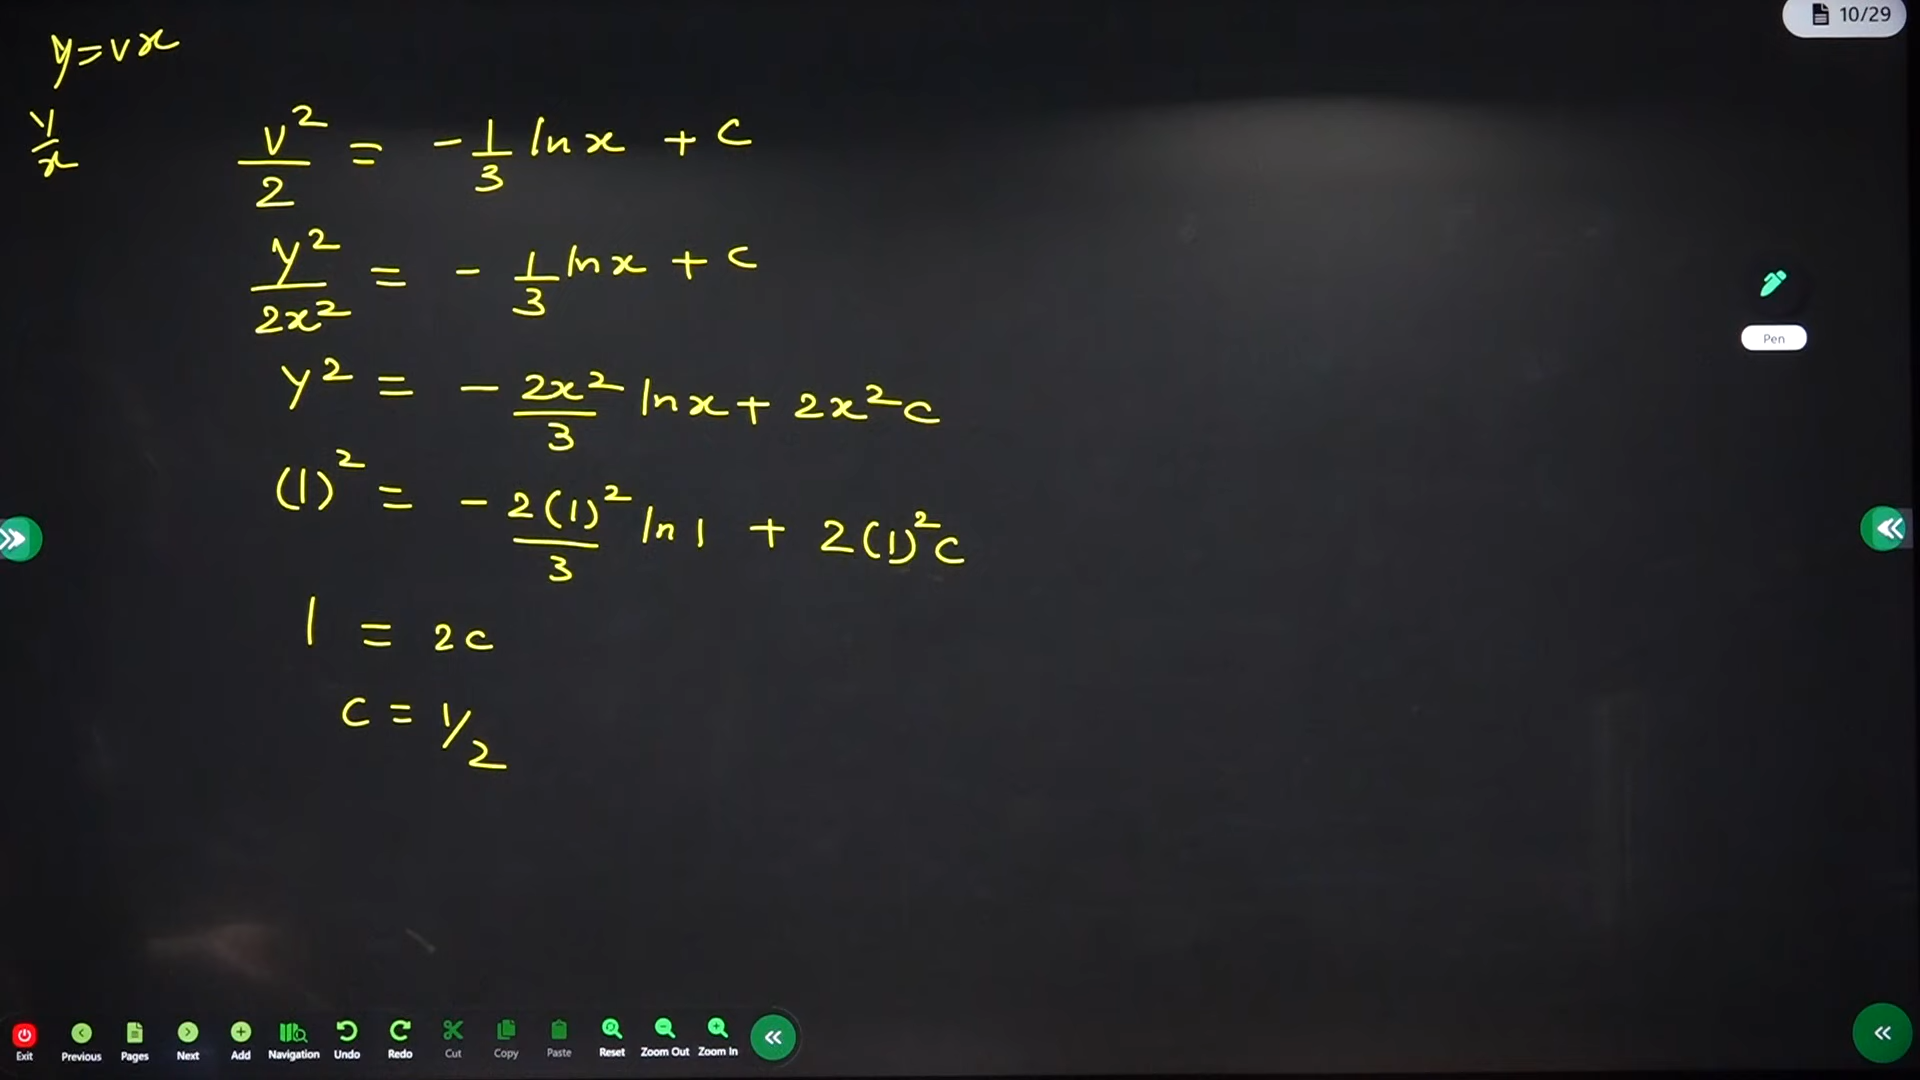 10/29
y = vx
y/x
v²/2 = - 1/3 ln x + c
y²/2x² = - 1/3 ln x + c
Pen
y² = - 2x²/3 ln x + 2x²c
(1)² = - 2(1)²/3 ln 1 + 2(1)²c
1 = 2c
c = 1/2
Exit Previous Pages Next Add Navigation Undo Redo Cut Copy Paste Reset Zoom Out Zoom In